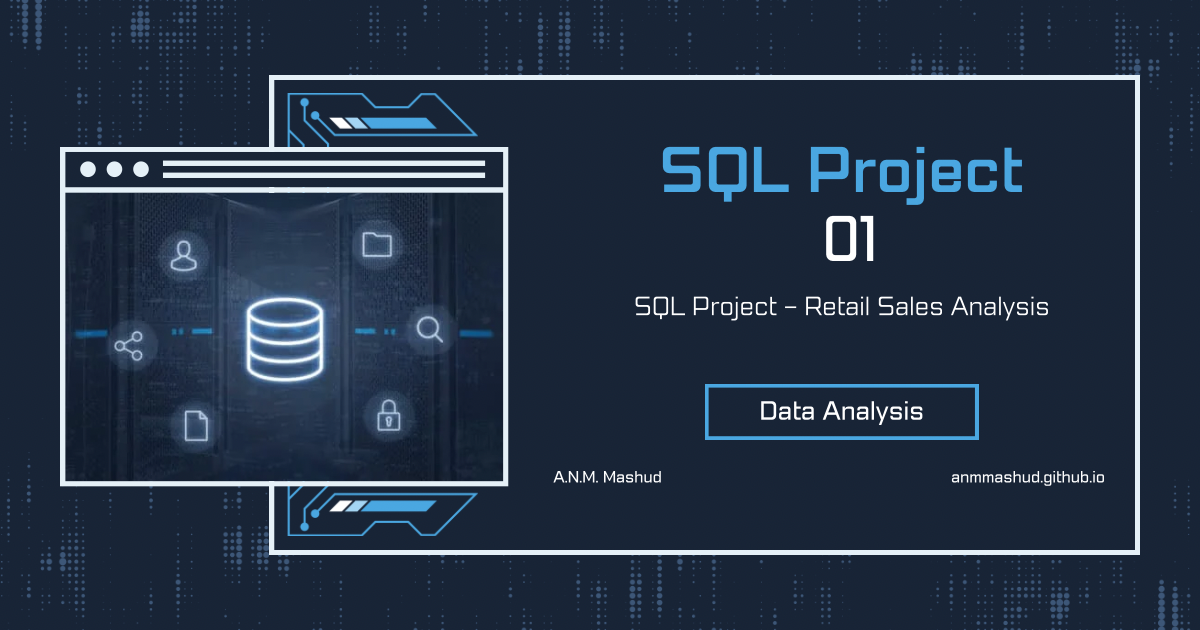 SQL Project
01
SQL Project – Retail Sales Analysis
Data Analysis
A.N.M. Mashud
anmmashud.github.io